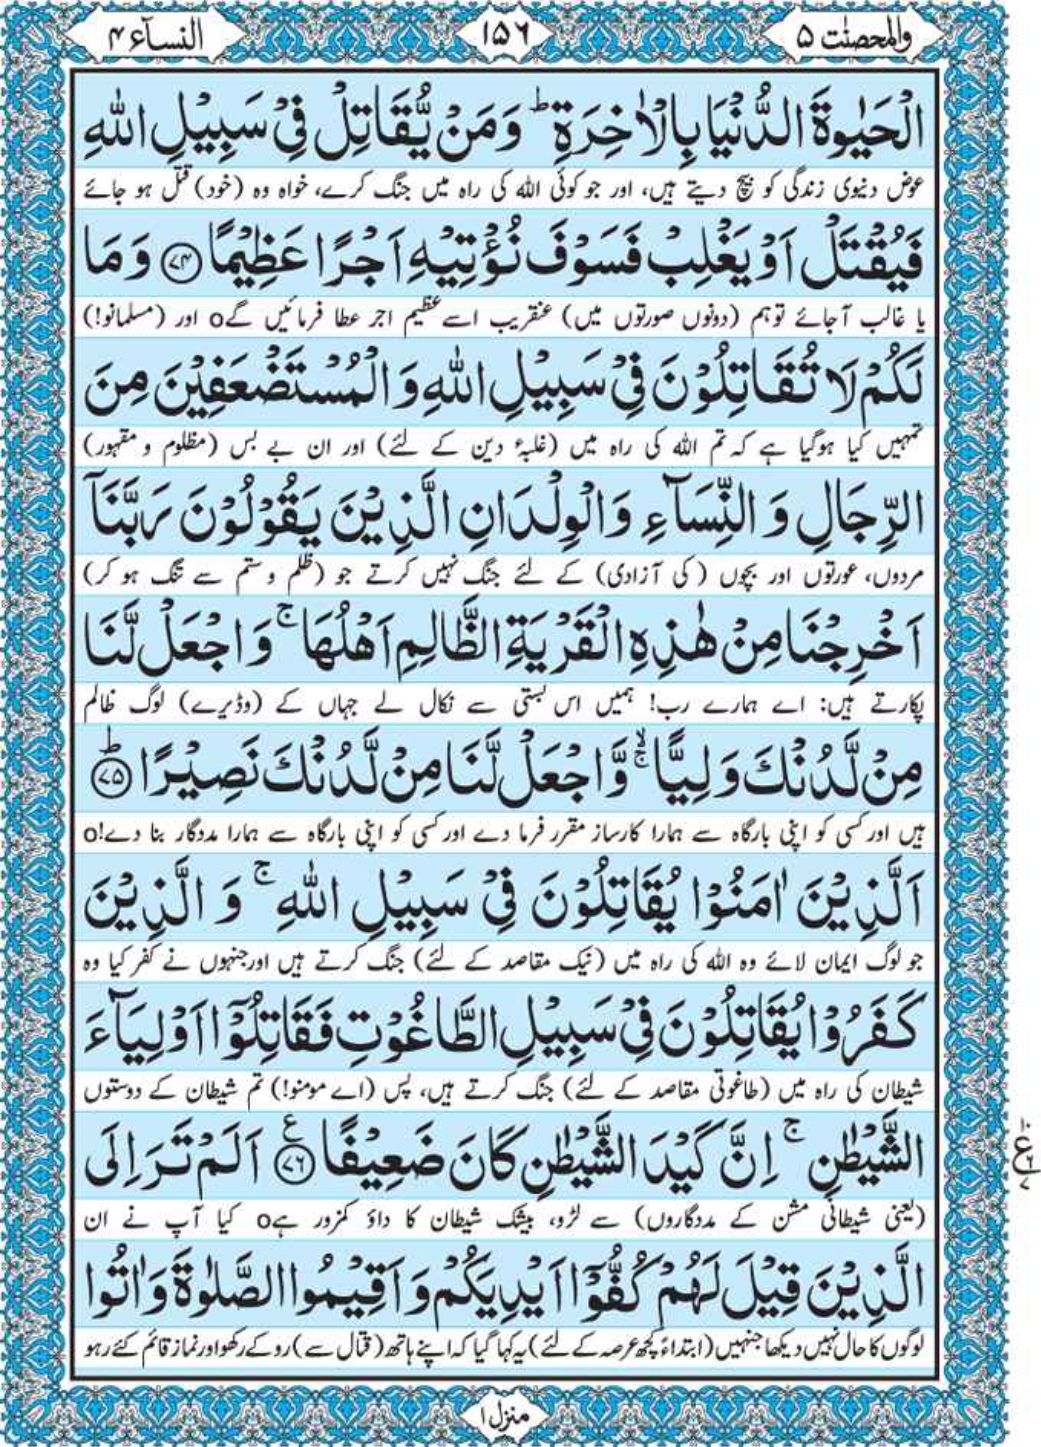 النسآء ۴ ۱۵۶ والمحصنٰت ۵
الْحَيٰوةَ الدُّنْيَا بِالْاٰخِرَةِ ؕ وَمَنْ يُّقَاتِلْ فِيْ سَبِيْلِ اللّٰهِ
عوض دنیوی زندگی کو بیچ دیتے ہیں، اور جو کوئی اللہ کی راہ میں جنگ کرے، خواہ وہ (خود) قتل ہو جائے
فَيُقْتَلْ اَوْ يَغْلِبْ فَسَوْفَ نُؤْتِيْهِ اَجْرًا عَظِيْمًا ﴿۷۴﴾ وَمَا
یا غالب آجائے توہم (دونوں صورتوں میں) عنقریب اسے عظیم اجر عطا فرمائیں گےo اور (مسلمانو!)
لَكُمْ لَا تُقَاتِلُوْنَ فِيْ سَبِيْلِ اللّٰهِ وَالْمُسْتَضْعَفِيْنَ مِنَ
تمہیں کیا ہوگیا ہے کہ تم اللہ کی راہ میں (غلبۂ دین کے لئے) اور ان بے بس (مظلوم و مقہور)
الرِّجَالِ وَ النِّسَآءِ وَالْوِلْدَانِ الَّذِيْنَ يَقُوْلُوْنَ رَبَّنَاۤ
مردوں، عورتوں اور بچوں (کی آزادی) کے لئے جنگ نہیں کرتے جو (ظلم و ستم سے تنگ ہو کر)
اَخْرِجْنَا مِنْ هٰذِهِ الْقَرْيَةِ الظَّالِمِ اَهْلُهَا ۚ وَاجْعَلْ لَّنَا
پکارتے ہیں: اے ہمارے رب! ہمیں اس بستی سے نکال لے جہاں کے (وڈیرے) لوگ ظالم
مِنْ لَّدُنْكَ وَلِيًّا ۙۚ وَّاجْعَلْ لَّنَا مِنْ لَّدُنْكَ نَصِيْرًا ﴿۷۵﴾ؕ
ہیں اور کسی کو اپنی بارگاہ سے ہمارا کارساز مقرر فرما دے اور کسی کو اپنی بارگاہ سے ہمارا مددگار بنا دے!o
اَلَّذِيْنَ اٰمَنُوْا يُقَاتِلُوْنَ فِيْ سَبِيْلِ اللّٰهِ ۚ وَ الَّذِيْنَ
جو لوگ ایمان لائے وہ اللہ کی راہ میں (نیک مقاصد کے لئے) جنگ کرتے ہیں اورجنہوں نے کفر کیا وہ
كَفَرُوْا يُقَاتِلُوْنَ فِيْ سَبِيْلِ الطَّاغُوْتِ فَقَاتِلُوْۤا اَوْلِيَآءَ
شیطان کی راہ میں (طاغوتی مقاصد کے لئے) جنگ کرتے ہیں، پس (اے مومنو!) تم شیطان کے دوستوں
الشَّيْطٰنِ ۚ اِنَّ كَيْدَ الشَّيْطٰنِ كَانَ ضَعِيْفًا ﴿۷۶﴾ع اَلَمْ تَرَ اِلَى
(یعنی شیطانی مشن کے مددگاروں) سے لڑو، بیشک شیطان کا داؤ کمزور ہےo کیا آپ نے ان
الَّذِيْنَ قِيْلَ لَهُمْ كُفُّوْۤا اَيْدِيَكُمْ وَاَقِيْمُوا الصَّلٰوةَ وَاٰتُوا
لوگوں کا حال نہیں دیکھا جنہیں (ابتداءً کچھ عرصہ کے لئے) یہ کہا گیا کہ اپنے ہاتھ (قتال سے) روکے رکھو اور نماز قائم کئے رہو
منزل ۱